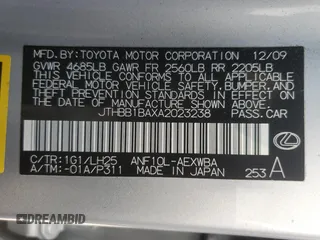 MFD.BY:TOYOTA MOTOR CORPORATION 12/09
GVWR 4685LB GAWR FR 2560LB RR 2205LB
THIS VEHICLE CONFORMS TO ALL APPLICABLE
FEDERAL MOTOR VEHICLE SAFETY, BUMPER, AND
THEFT PREVENTION STANDARDS IN EFFECT ON
THE DATE OF MANUFACTURE SHOWN ABOVE.
JTHBB1BAXA2023238 PASS.CAR
C/TR:1G1/LH25 ANF10L-AEXWBA
A/TM:-01A/P311 MADE IN JAPAN 253 A
DREAMBID